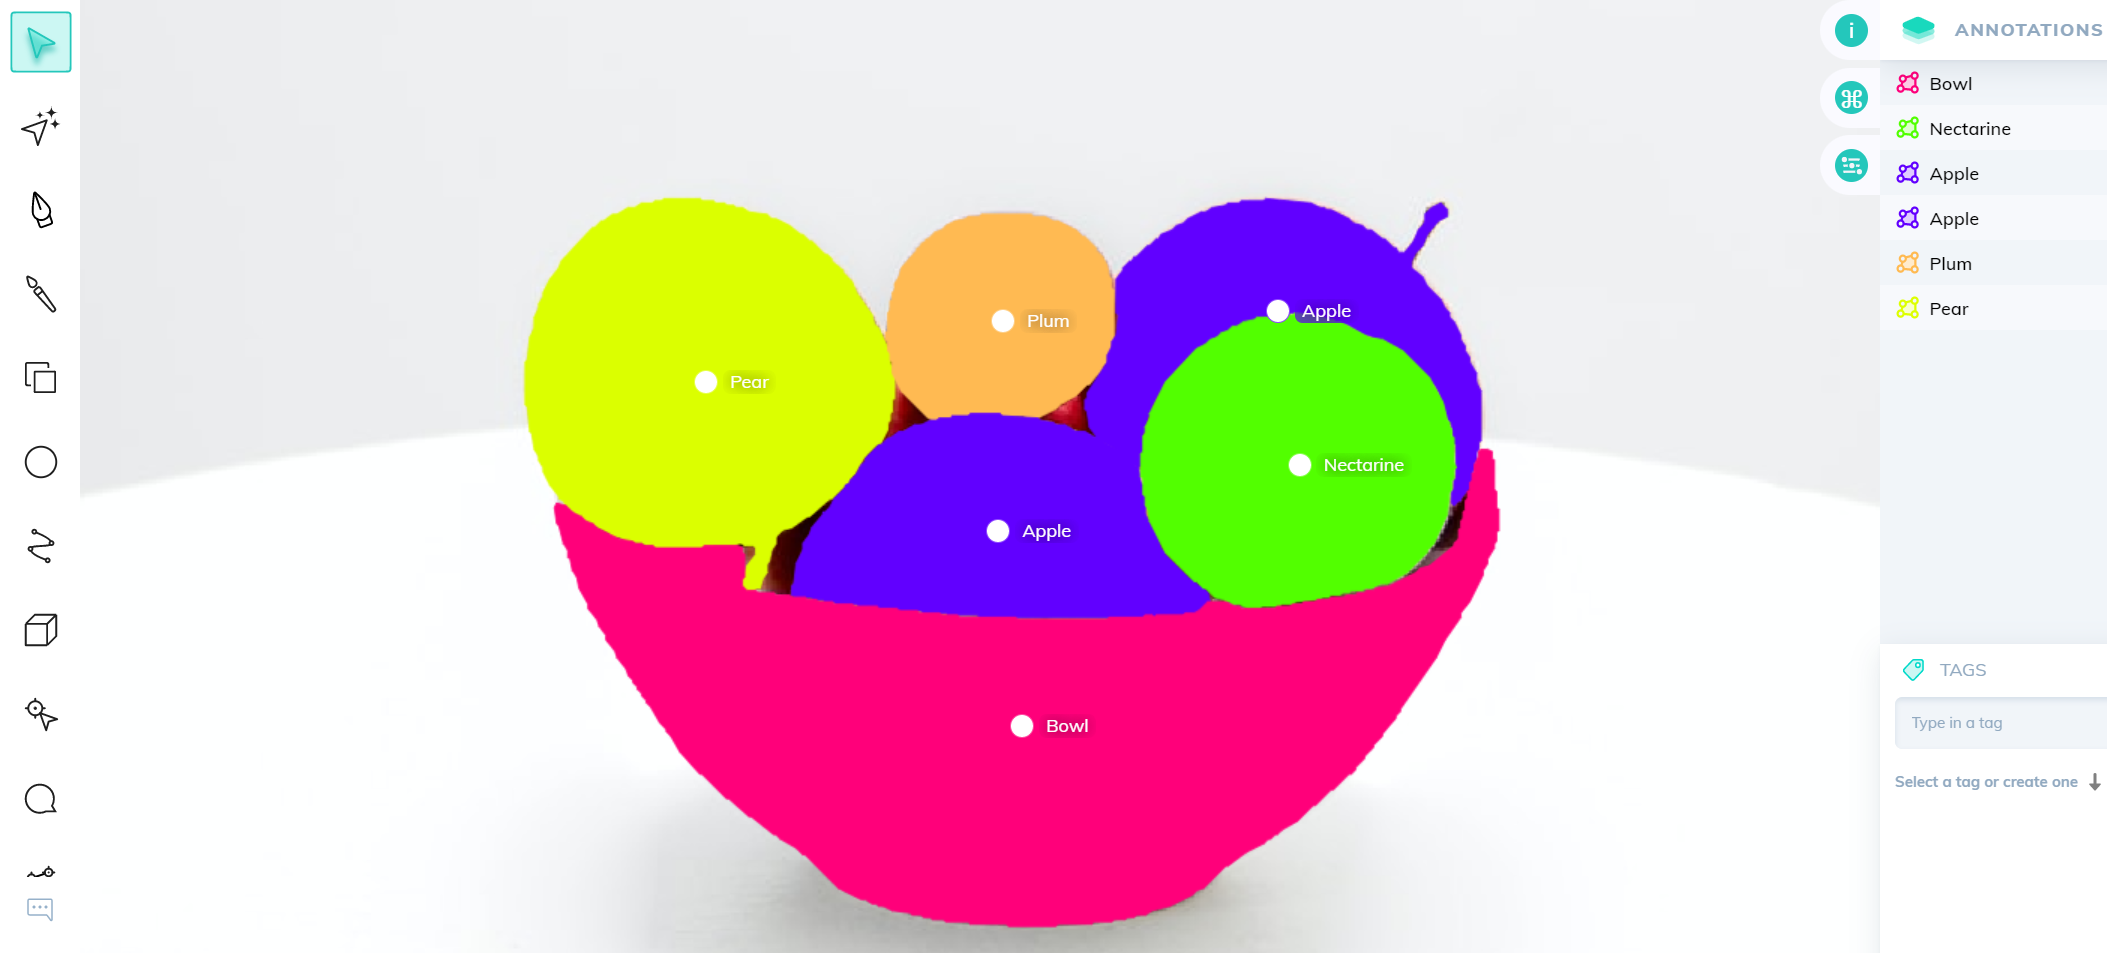 ANNOTATIONS
Bowl
Nectarine
Apple
Apple
Plum
Pear
Plum
Apple
Pear
Nectarine
Apple
Bowl
TAGS
Type in a tag
Select a tag or create one